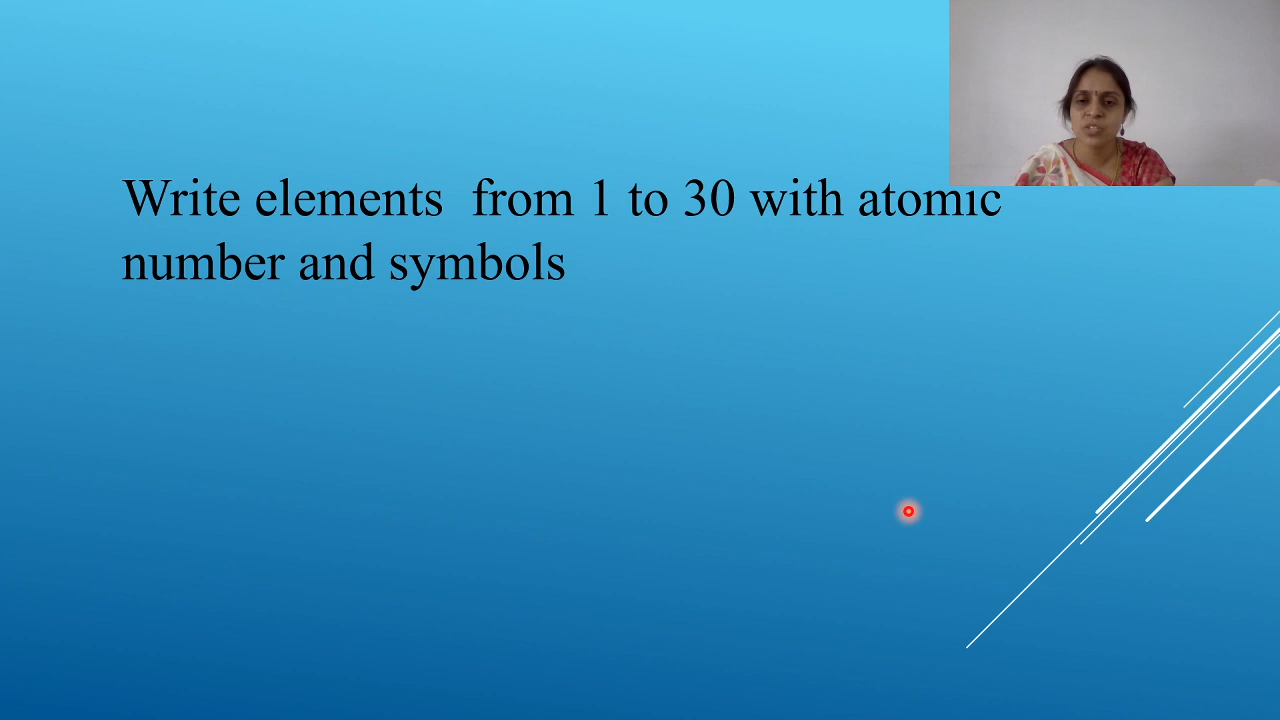 Write elements from 1 to 30 with atomic
number and symbols